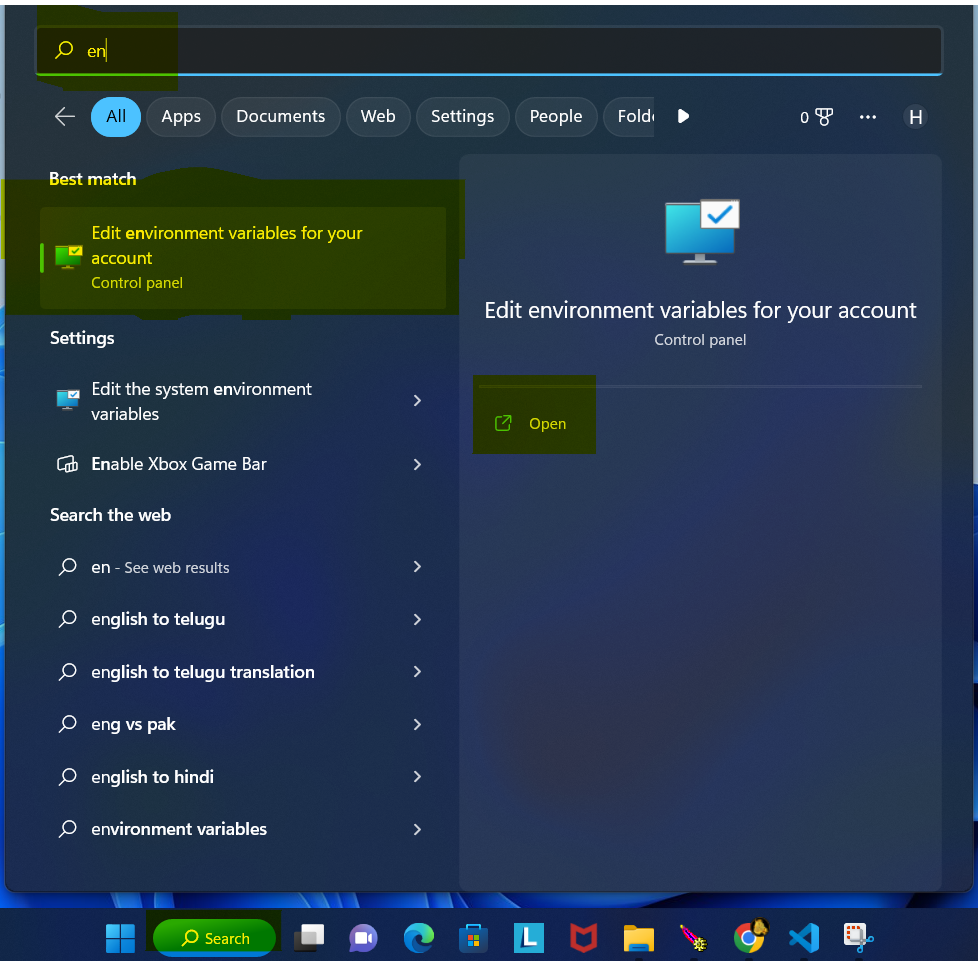 en
All Apps Documents Web Settings People Folde 0 H
Best match
Edit environment variables for your
account
Control panel
Settings
Edit the system environment
variables
Enable Xbox Game Bar
Search the web
en - See web results
english to telugu
english to telugu translation
eng vs pak
english to hindi
environment variables
Edit environment variables for your account
Control panel
Open
Search
L